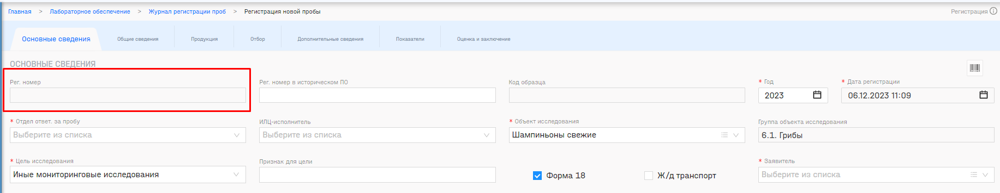 Главная > Лабораторное обеспечение > Журнал регистрации проб > Регистрация новой пробы Регистрация
Основные сведения Общие сведения Продукция Отбор Дополнительные сведения Показатели Оценка и заключение
ОСНОВНЫЕ СВЕДЕНИЯ
Рег. номер Рег. номер в историческом ПО Код образца * Год * Дата регистрации
2023 06.12.2023 11:09
* Отдел ответ. за пробу ИЛЦ-исполнитель * Объект исследования Группа объекта исследования
Выберите из списка Выберите из списка Шампиньоны свежие 6.1. Грибы
* Цель исследования Признак для цели * Заявитель
Иные мониторинговые исследования Форма 18 Ж/д транспорт Выберите из списка